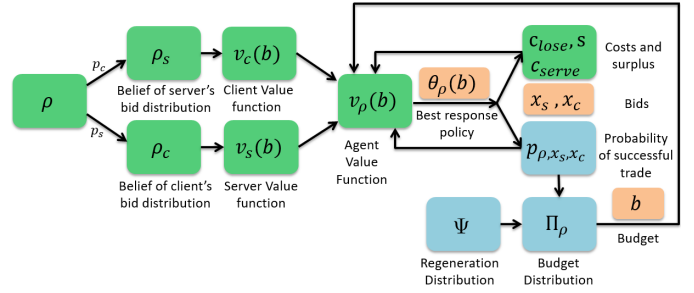 ρ
p_c
p_s
ρ_s
Belief of server's
bid distribution
v_c(b)
Client Value
function
ρ_c
Belief of client's
bid distribution
v_s(b)
Server Value
function
v_ρ(b)
Agent
Value
Function
θ_ρ(b)
Best response
policy
c_lose, s
c_serve
Costs and
surplus
x_s , x_c
Bids
p_ρ,x_s,x_c
Probability
of successful
trade
Ψ
Regeneration
Distribution
Π_ρ
Budget
Distribution
b
Budget